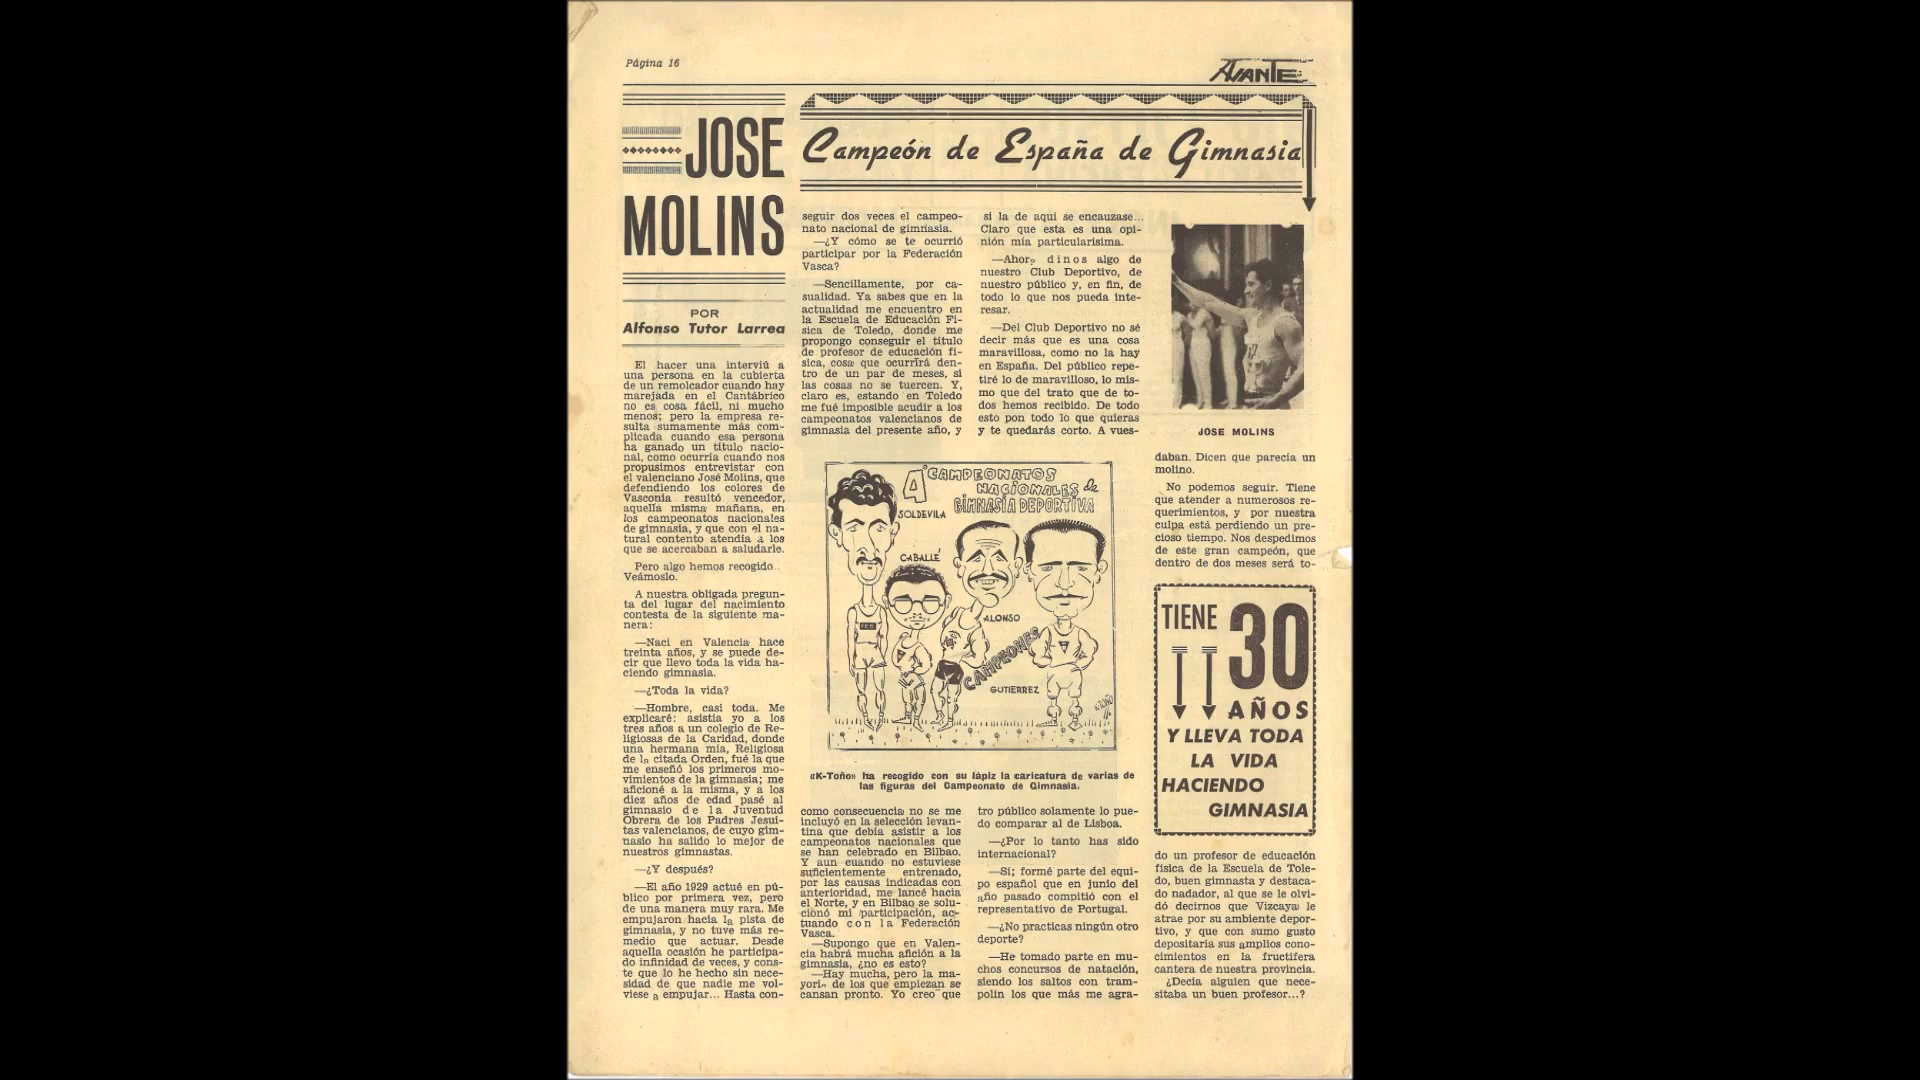 Página 16
AVANTE
JOSE
MOLINS
Campeón de España de Gimnasia
POR
Alfonso Tutor Larrea
El hacer una interviú a
una persona en la cubierta
de un remolcador cuando hay
marejada en el Cantábrico
no es cosa fácil, ni mucho
menos; pero la empresa re-
sulta sumamente más com-
plicada cuando esa persona
ha ganado un título nacio-
nal, como ocurría cuando nos
propusimos entrevistar con
el valenciano José Molins, que
defendiendo los colores de
Vasconia resultó vencedor,
aquella misma mañana, en
los campeonatos nacionales
de gimnasia, y que con el na-
tural contento atendía a los
que se acercaban a saludarle.
Pero algo hemos recogido..
Veámoslo.
A nuestra obligada pregun-
ta del lugar del nacimiento
contesta de la siguiente ma-
nera:
—Nací en Valencia hace
treinta años, y se puede de-
cir que llevo toda la vida ha-
ciendo gimnasia.
—¿Toda la vida?
—Hombre, casi toda. Me
explicaré: asistía yo a los
tres años a un colegio de Re-
ligiosas de la Caridad, donde
una hermana mía, Religiosa
de la citada Orden, fué la que
me enseñó los primeros mo-
vimientos de la gimnasia; me
aficioné a la misma, y a los
diez años de edad pasé al
gimnasio de la Juventud
Obrera de los Padres Jesuí-
tas valencianos, de cuyo gim-
nasio ha salido lo mejor de
nuestros gimnastas.
—¿Y después?
—El año 1929 actué en pú-
blico por primera vez, pero
de una manera muy rara. Me
empujaron hacia la pista de
gimnasia, y no tuve más re-
medio que actuar. Desde
aquella ocasión he participa-
do infinidad de veces, y cons-
te que lo he hecho sin nece-
sidad de que nadie me vol-
viese a empujar... Hasta con-
seguir dos veces el campeo-
nato nacional de gimnasia.
—¿Y cómo se te ocurrió
participar por la Federación
Vasca?
—Sencillamente, por ca-
sualidad. Ya sabes que en la
actualidad me encuentro en
la Escuela de Educación Fí-
sica de Toledo, donde me
propongo conseguir el título
de profesor de educación fí-
sica, cosa que ocurrirá den-
tro de un par de meses, si
las cosas no se tuercen. Y,
claro es, estando en Toledo
me fué imposible acudir a los
campeonatos valencianos de
gimnasia del presente año, y
si la de aquí se encauzase...
Claro que esta es una opi-
nión mía particularísima.
—Ahora dinos algo de
nuestro Club Deportivo, de
nuestro público y, en fin, de
todo lo que nos pueda inte-
resar.
—Del Club Deportivo no sé
decir más que es una cosa
maravillosa, como no la hay
en España. Del público repe-
tiré lo de maravilloso, lo mis-
mo que del trato que de to-
dos hemos recibido. De todo
esto pon todo lo que quieras
y te quedarás corto. A vues-
JOSE MOLINS
4º CAMPEONATOS
NACIONALES de
GIMNASIA DEPORTIVA
SOLDEVILA
CABALLÉ
ALONSO
CAMPEONES
GUTIERREZ
K-TOÑO
«K-Toño» ha recogido con su lápiz la caricatura de varias de
las figuras del Campeonato de Gimnasia.
como consecuencia no se me
incluyó en la selección levan-
tina que debía asistir a los
campeonatos nacionales que
se han celebrado en Bilbao.
Y aun cuando no estuviese
suficientemente entrenado,
por las causas indicadas con
anterioridad, me lancé hacia
el Norte, y en Bilbao se solu-
cionó mi participación, ac-
tuando con la Federación
Vasca.
—Supongo que en Valen-
cia habrá mucha afición a la
gimnasia, ¿no es esto?
—Hay mucha, pero la ma-
yoría de los que empiezan se
cansan pronto. Yo creo que
tro público solamente lo pue-
do comparar al de Lisboa.
—¿Por lo tanto has sido
internacional?
—Sí; formé parte del equi-
po español que en junio del
año pasado compitió con el
representativo de Portugal.
—¿No practicas ningún otro
deporte?
—He tomado parte en mu-
chos concursos de natación,
siendo los saltos con tram-
polín los que más me agra-
daban. Dicen que parecía un
molino.
No podemos seguir. Tiene
que atender a numerosos re-
querimientos, y por nuestra
culpa está perdiendo un pre-
cioso tiempo. Nos despedimos
de este gran campeón, que
dentro de dos meses será to-
TIENE 30
AÑOS
Y LLEVA TODA
LA VIDA
HACIENDO
GIMNASIA
do un profesor de educación
física de la Escuela de Tole-
do, buen gimnasta y destaca-
do nadador, al que se le olvi-
dó decirnos que Vizcaya le
atrae por su ambiente depor-
tivo, y que con sumo gusto
depositaría sus amplios cono-
cimientos en la fructífera
cantera de nuestra provincia.
¿Decía alguien que nece-
sitaba un buen profesor...?